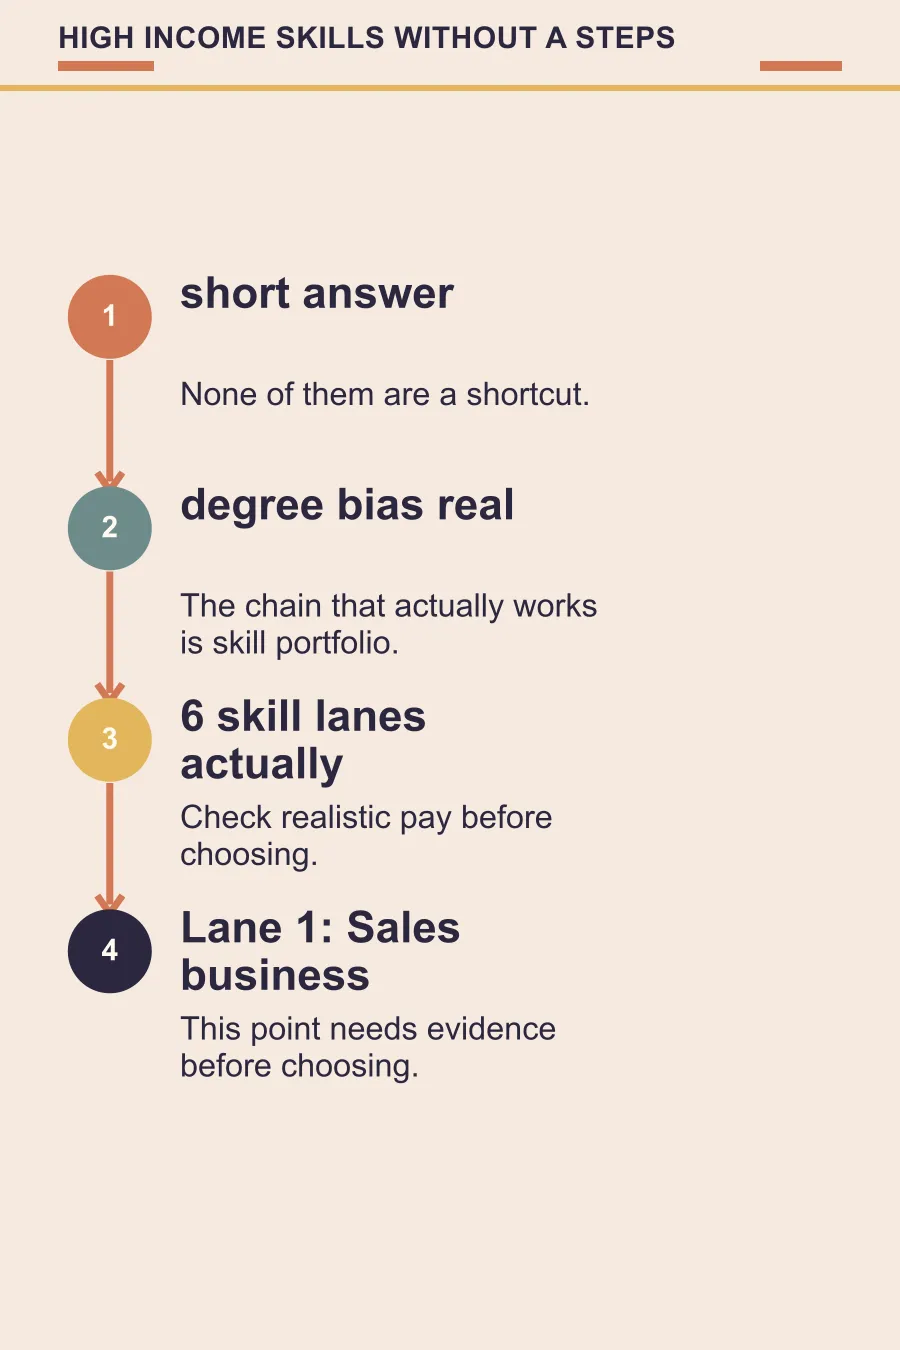 HIGH INCOME SKILLS WITHOUT A STEPS
1
short answer
None of them are a shortcut.
2
degree bias real
The chain that actually works
is skill portfolio.
3
6 skill lanes
actually
Check realistic pay before
choosing.
4
Lane 1: Sales
business
This point needs evidence
before choosing.